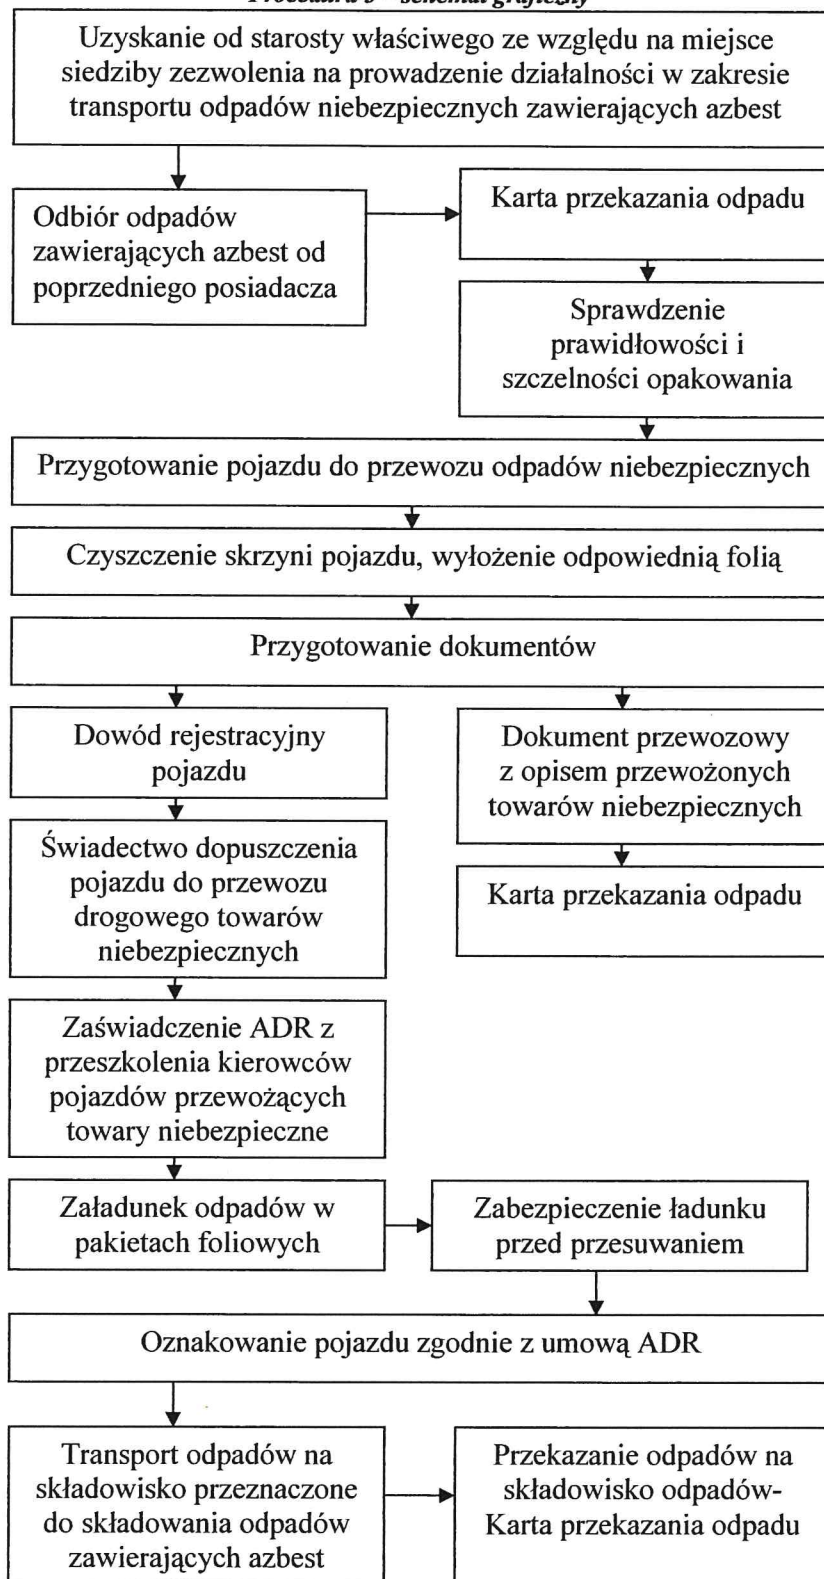 Procedura 5 – schemat graficzny
Uzyskanie od starosty właściwego ze względu na miejsce
siedziby zezwolenia na prowadzenie działalności w zakresie
transportu odpadów niebezpiecznych zawierających azbest
Odbiór odpadów
zawierających azbest od
poprzedniego posiadacza
Karta przekazania odpadu
Sprawdzenie
prawidłowości i
szczelności opakowania
Przygotowanie pojazdu do przewozu odpadów niebezpiecznych
Czyszczenie skrzyni pojazdu, wyłożenie odpowiednią folią
Przygotowanie dokumentów
Dowód rejestracyjny
pojazdu
Świadectwo dopuszczenia
pojazdu do przewozu
drogowego towarów
niebezpiecznych
Zaświadczenie ADR z
przeszkolenia kierowców
pojazdów przewożących
towary niebezpieczne
Dokument przewozowy
z opisem przewożonych
towarów niebezpiecznych
Karta przekazania odpadu
Załadunek odpadów w
pakietach foliowych
Zabezpieczenie ładunku
przed przesuwaniem
Oznakowanie pojazdu zgodnie z umową ADR
Transport odpadów na
składowisko przeznaczone
do składowania odpadów
zawierających azbest
Przekazanie odpadów na
składowisko odpadów-
Karta przekazania odpadu